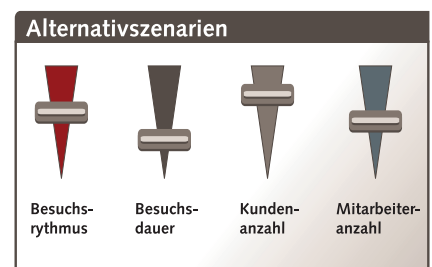 Alternativszenarien
Besuchs-
rythmus
Besuchs-
dauer
Kunden-
anzahl
Mitarbeiter-
anzahl